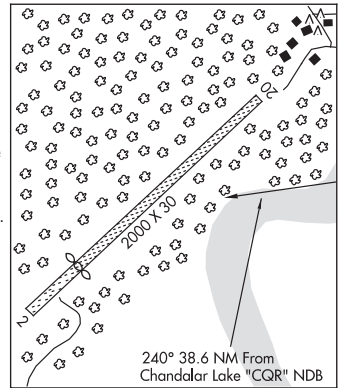 20
2000 X 30
2
240° 38.6 NM From
Chandalar Lake "CQR" NDB